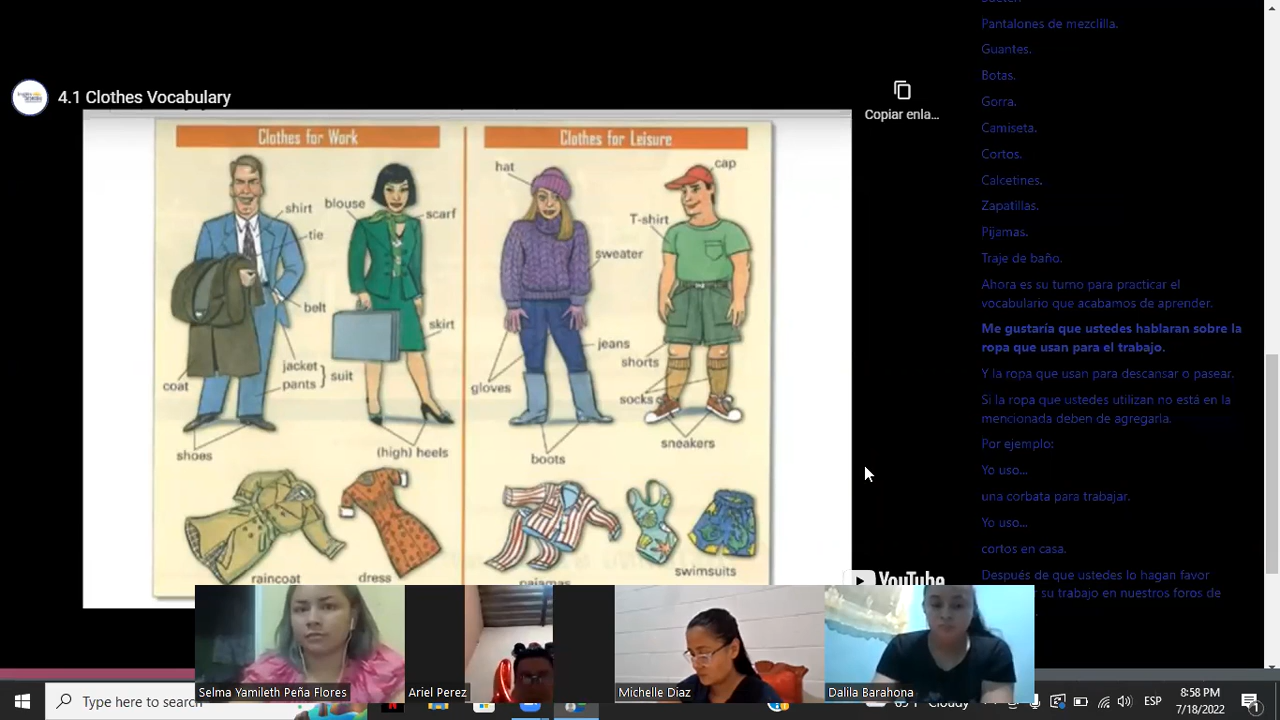 Pantalones de mezclilla.
Guantes.
Botas.
Gorra.
Camiseta.
Cortos.
Calcetines.
Zapatillas.
Pijamas.
Traje de baño.
Ahora es su turno para practicar el
vocabulario que acabamos de aprender.
Me gustaría que ustedes hablaran sobre la
ropa que usan para el trabajo.
Y la ropa que usan para descansar o pasear.
Si la ropa que ustedes utilizan no está en la
mencionada deben de agregarla.
Por ejemplo:
Yo uso...
una corbata para trabajar.
Yo uso...
cortos en casa.
Después de que ustedes lo hagan favor
su trabajo en nuestros foros de
4.1 Clothes Vocabulary
Copiar enla...
Clothes for Work
shirt
blouse
scarf
tie
belt
skirt
jacket
pants
suit
coat
shoes
(high) heels
raincoat
dress
Clothes for Leisure
hat
cap
T-shirt
sweater
jeans
shorts
gloves
socks
sneakers
boots
pajamas
swimsuits
YouTube
Selma Yamileth Peña Flores
Ariel Perez
Michelle Diaz
Dalila Barahona
Type here to search
Cloudy
ESP
8:58 PM
7/18/2022
1